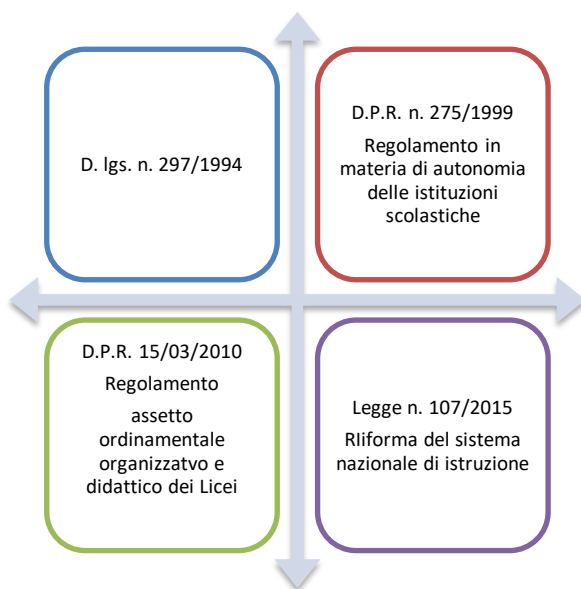 D. lgs. n. 297/1994
D.P.R. n. 275/1999
Regolamento in
materia di autonomia
delle istituzioni
scolastiche
D.P.R. 15/03/2010
Regolamento
assetto
ordinamentale
organizzatvo e
didattico dei Licei
Legge n. 107/2015
RIiforma del sistema
nazionale di istruzione